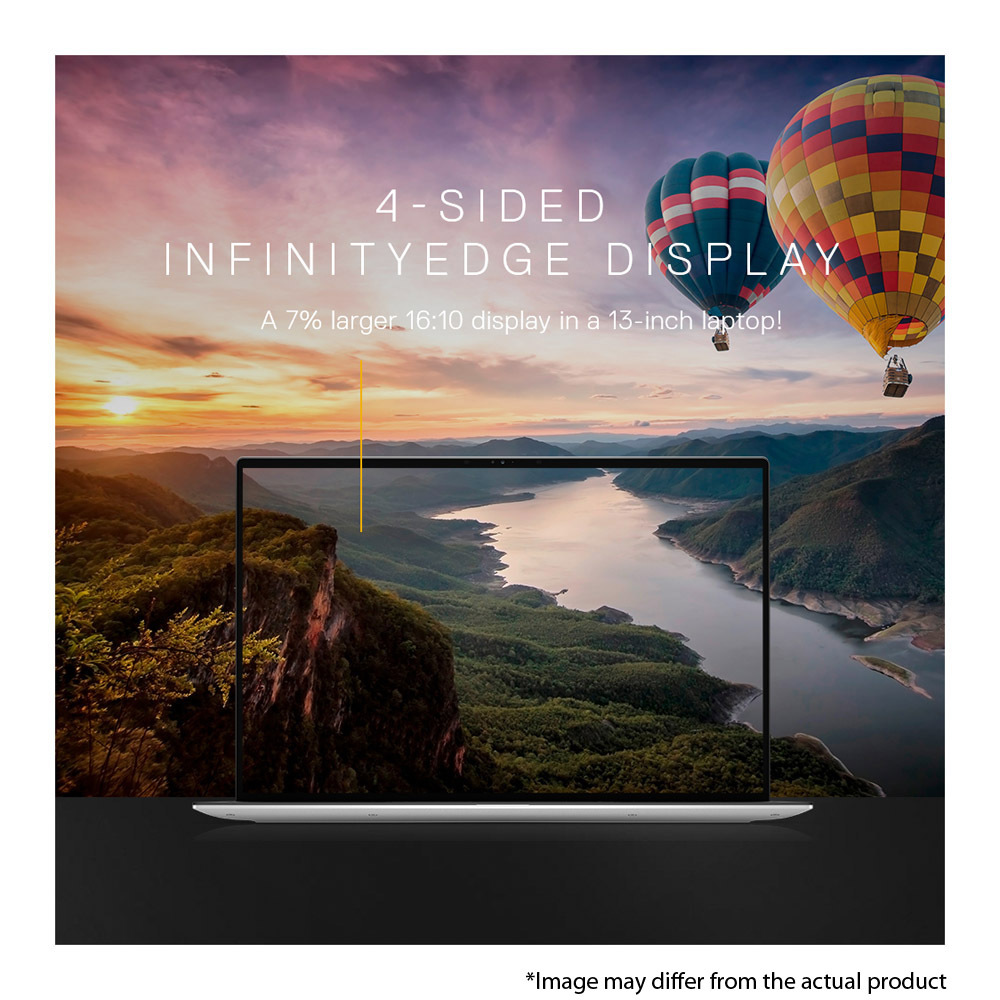 4-SIDED
INFINITYEDGE DISPLAY
A 7% larger 16:10 display in a 13-inch laptop!
*Image may differ from the actual product